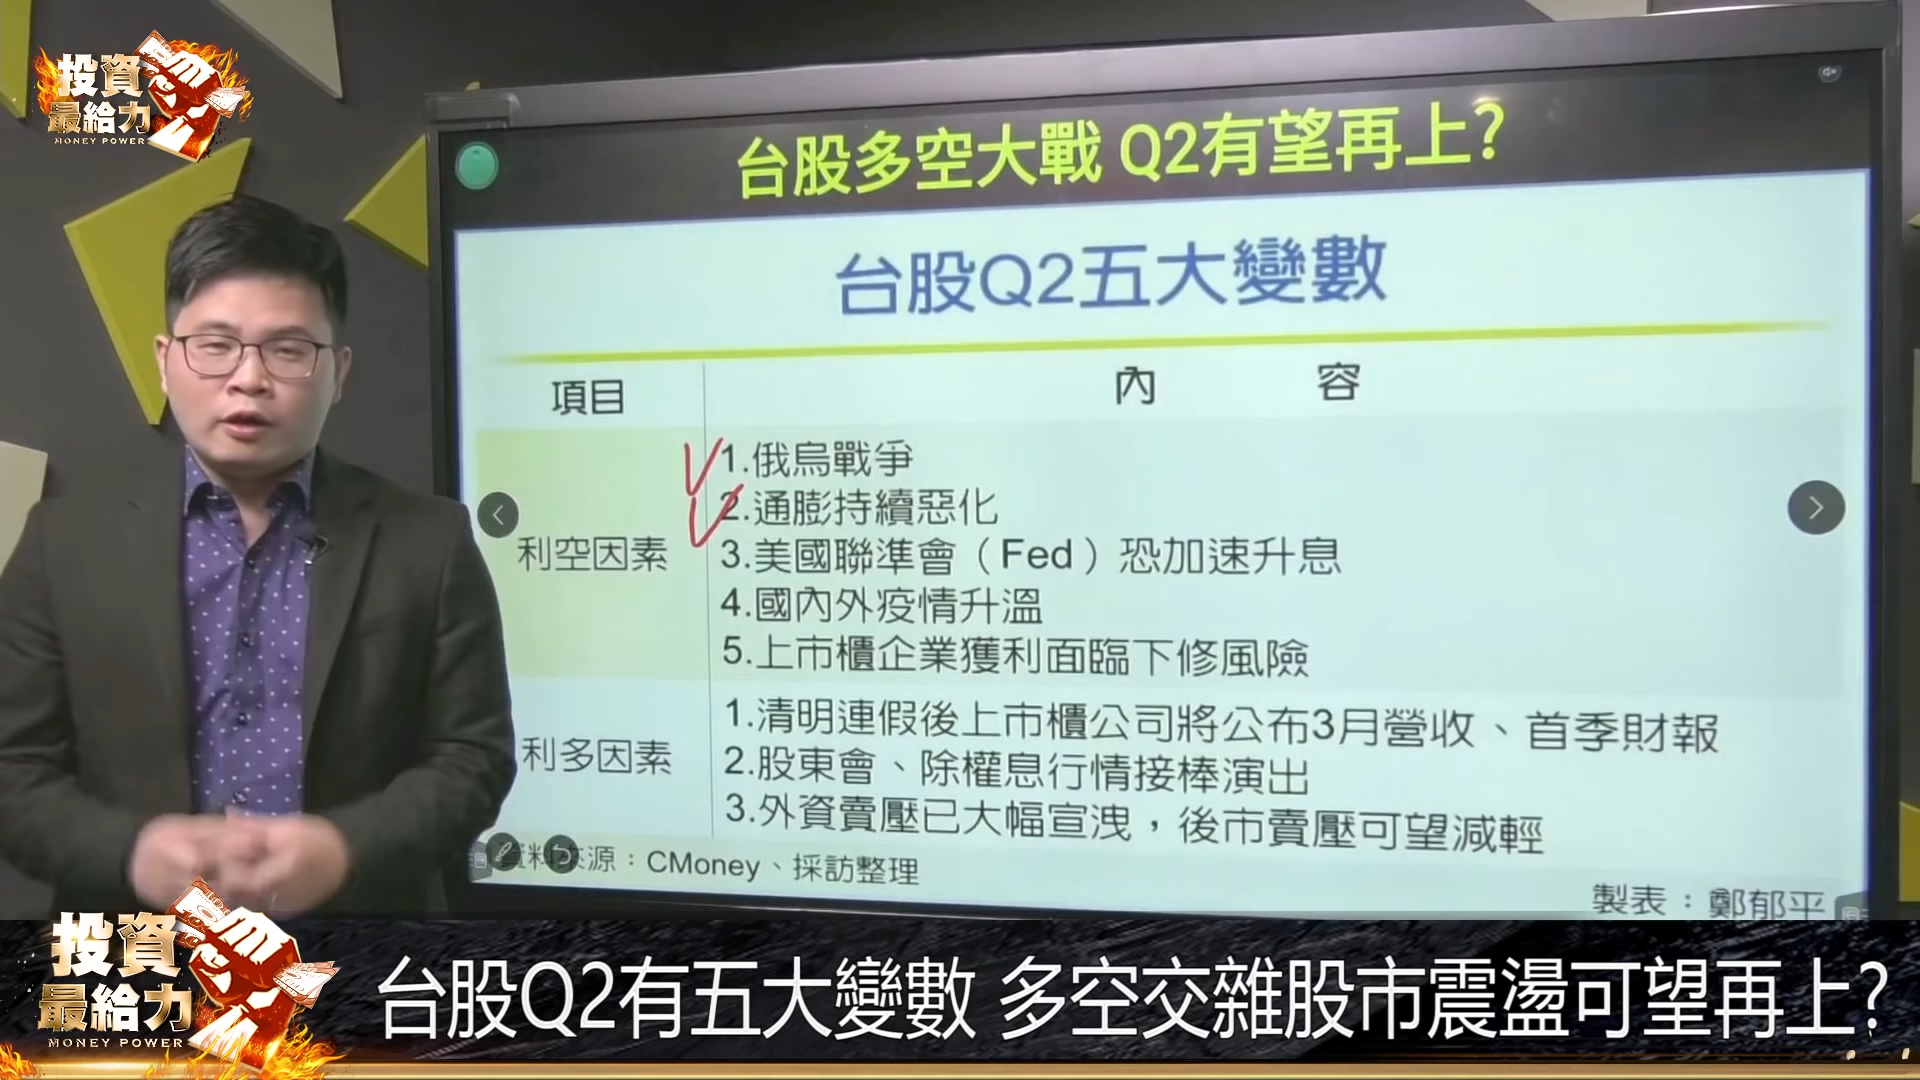 投資
最給力
MONEY POWER
台股多空大戰 Q2有望再上?
台股Q2五大變數
項目
內 容
利空因素
1.俄烏戰爭
2.通膨持續惡化
3.美國聯準會（Fed）恐加速升息
4.國內外疫情升溫
5.上市櫃企業獲利面臨下修風險
利多因素
1.清明連假後上市櫃公司將公布3月營收、首季財報
2.股東會、除權息行情接棒演出
3.外資賣壓已大幅宣洩，後市賣壓可望減輕
資料來源：CMoney、採訪整理
製表：鄭郁平
投資
最給力
MONEY POWER
台股Q2有五大變數 多空交雜股市震盪可望再上?